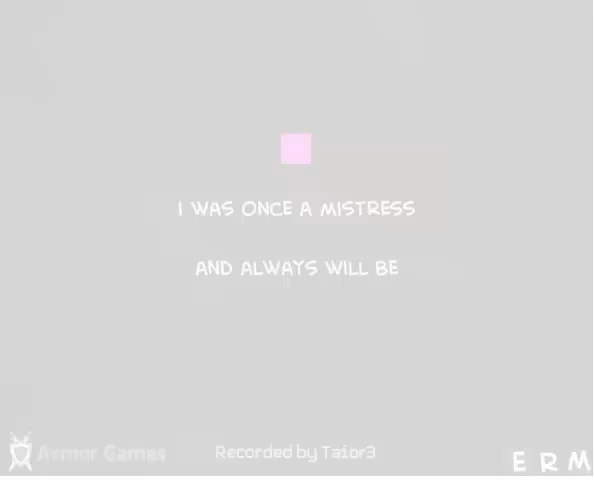 I WAS ONCE A MISTRESS
AND ALWAYS WILL BE
Armor Games
Recorded by Taior3
E R M